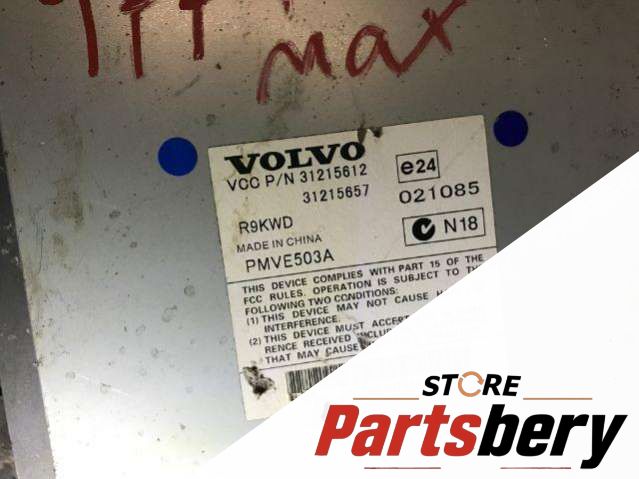 max
VOLVO
VCC P/N 31215612
31215657
e24
021085
R9KWD
MADE IN CHINA
PMVE503A
N18
THIS DEVICE COMPLIES WITH PART 15 OF THE
FCC RULES. OPERATION IS SUBJECT TO THE
FOLLOWING TWO CONDITIONS:
(1) THIS DEVICE MAY NOT CAUSE
INTERFERENCE.
(2) THIS DEVICE MUST ACCEPT
RENCE RECEIVED
THAT MAY CAUSE
STORE
Partsbery